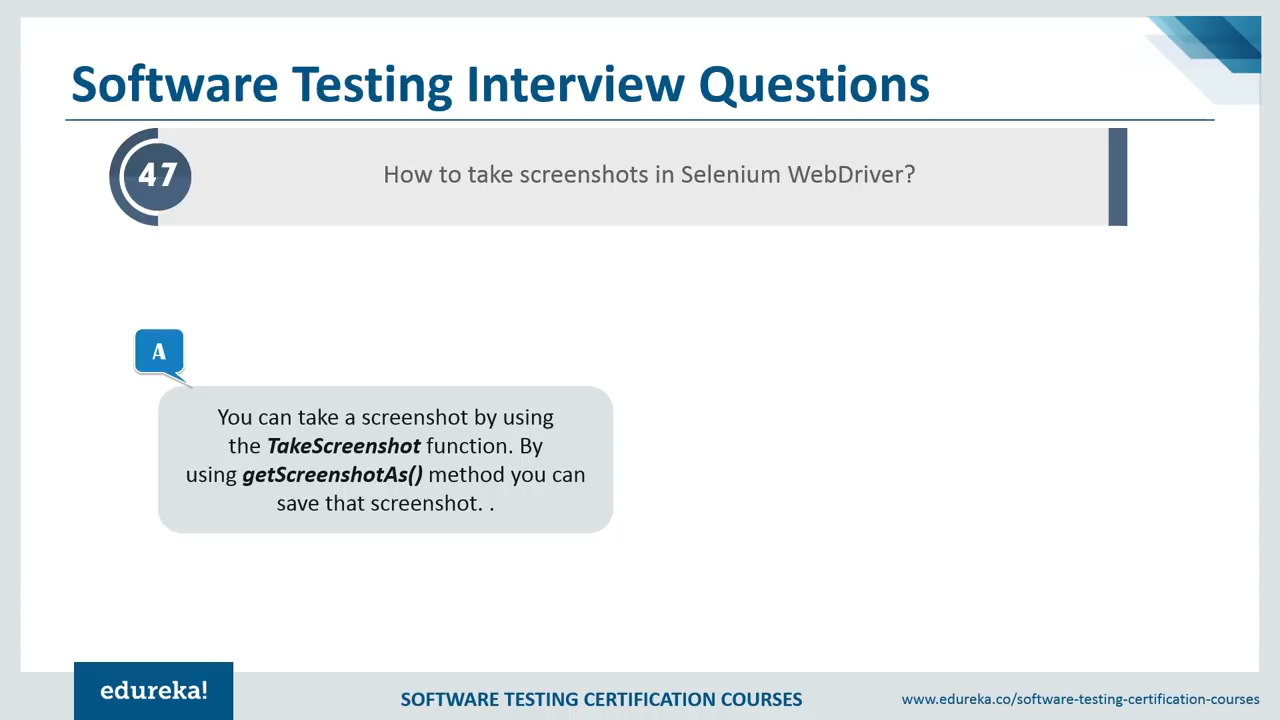 Software Testing Interview Questions
47
How to take screenshots in Selenium WebDriver?
A
You can take a screenshot by using
the TakeScreenshot function. By
using getScreenshotAs() method you can
save that screenshot. .
edureka!
SOFTWARE TESTING CERTIFICATION COURSES
www.edureka.co/software-testing-certification-courses